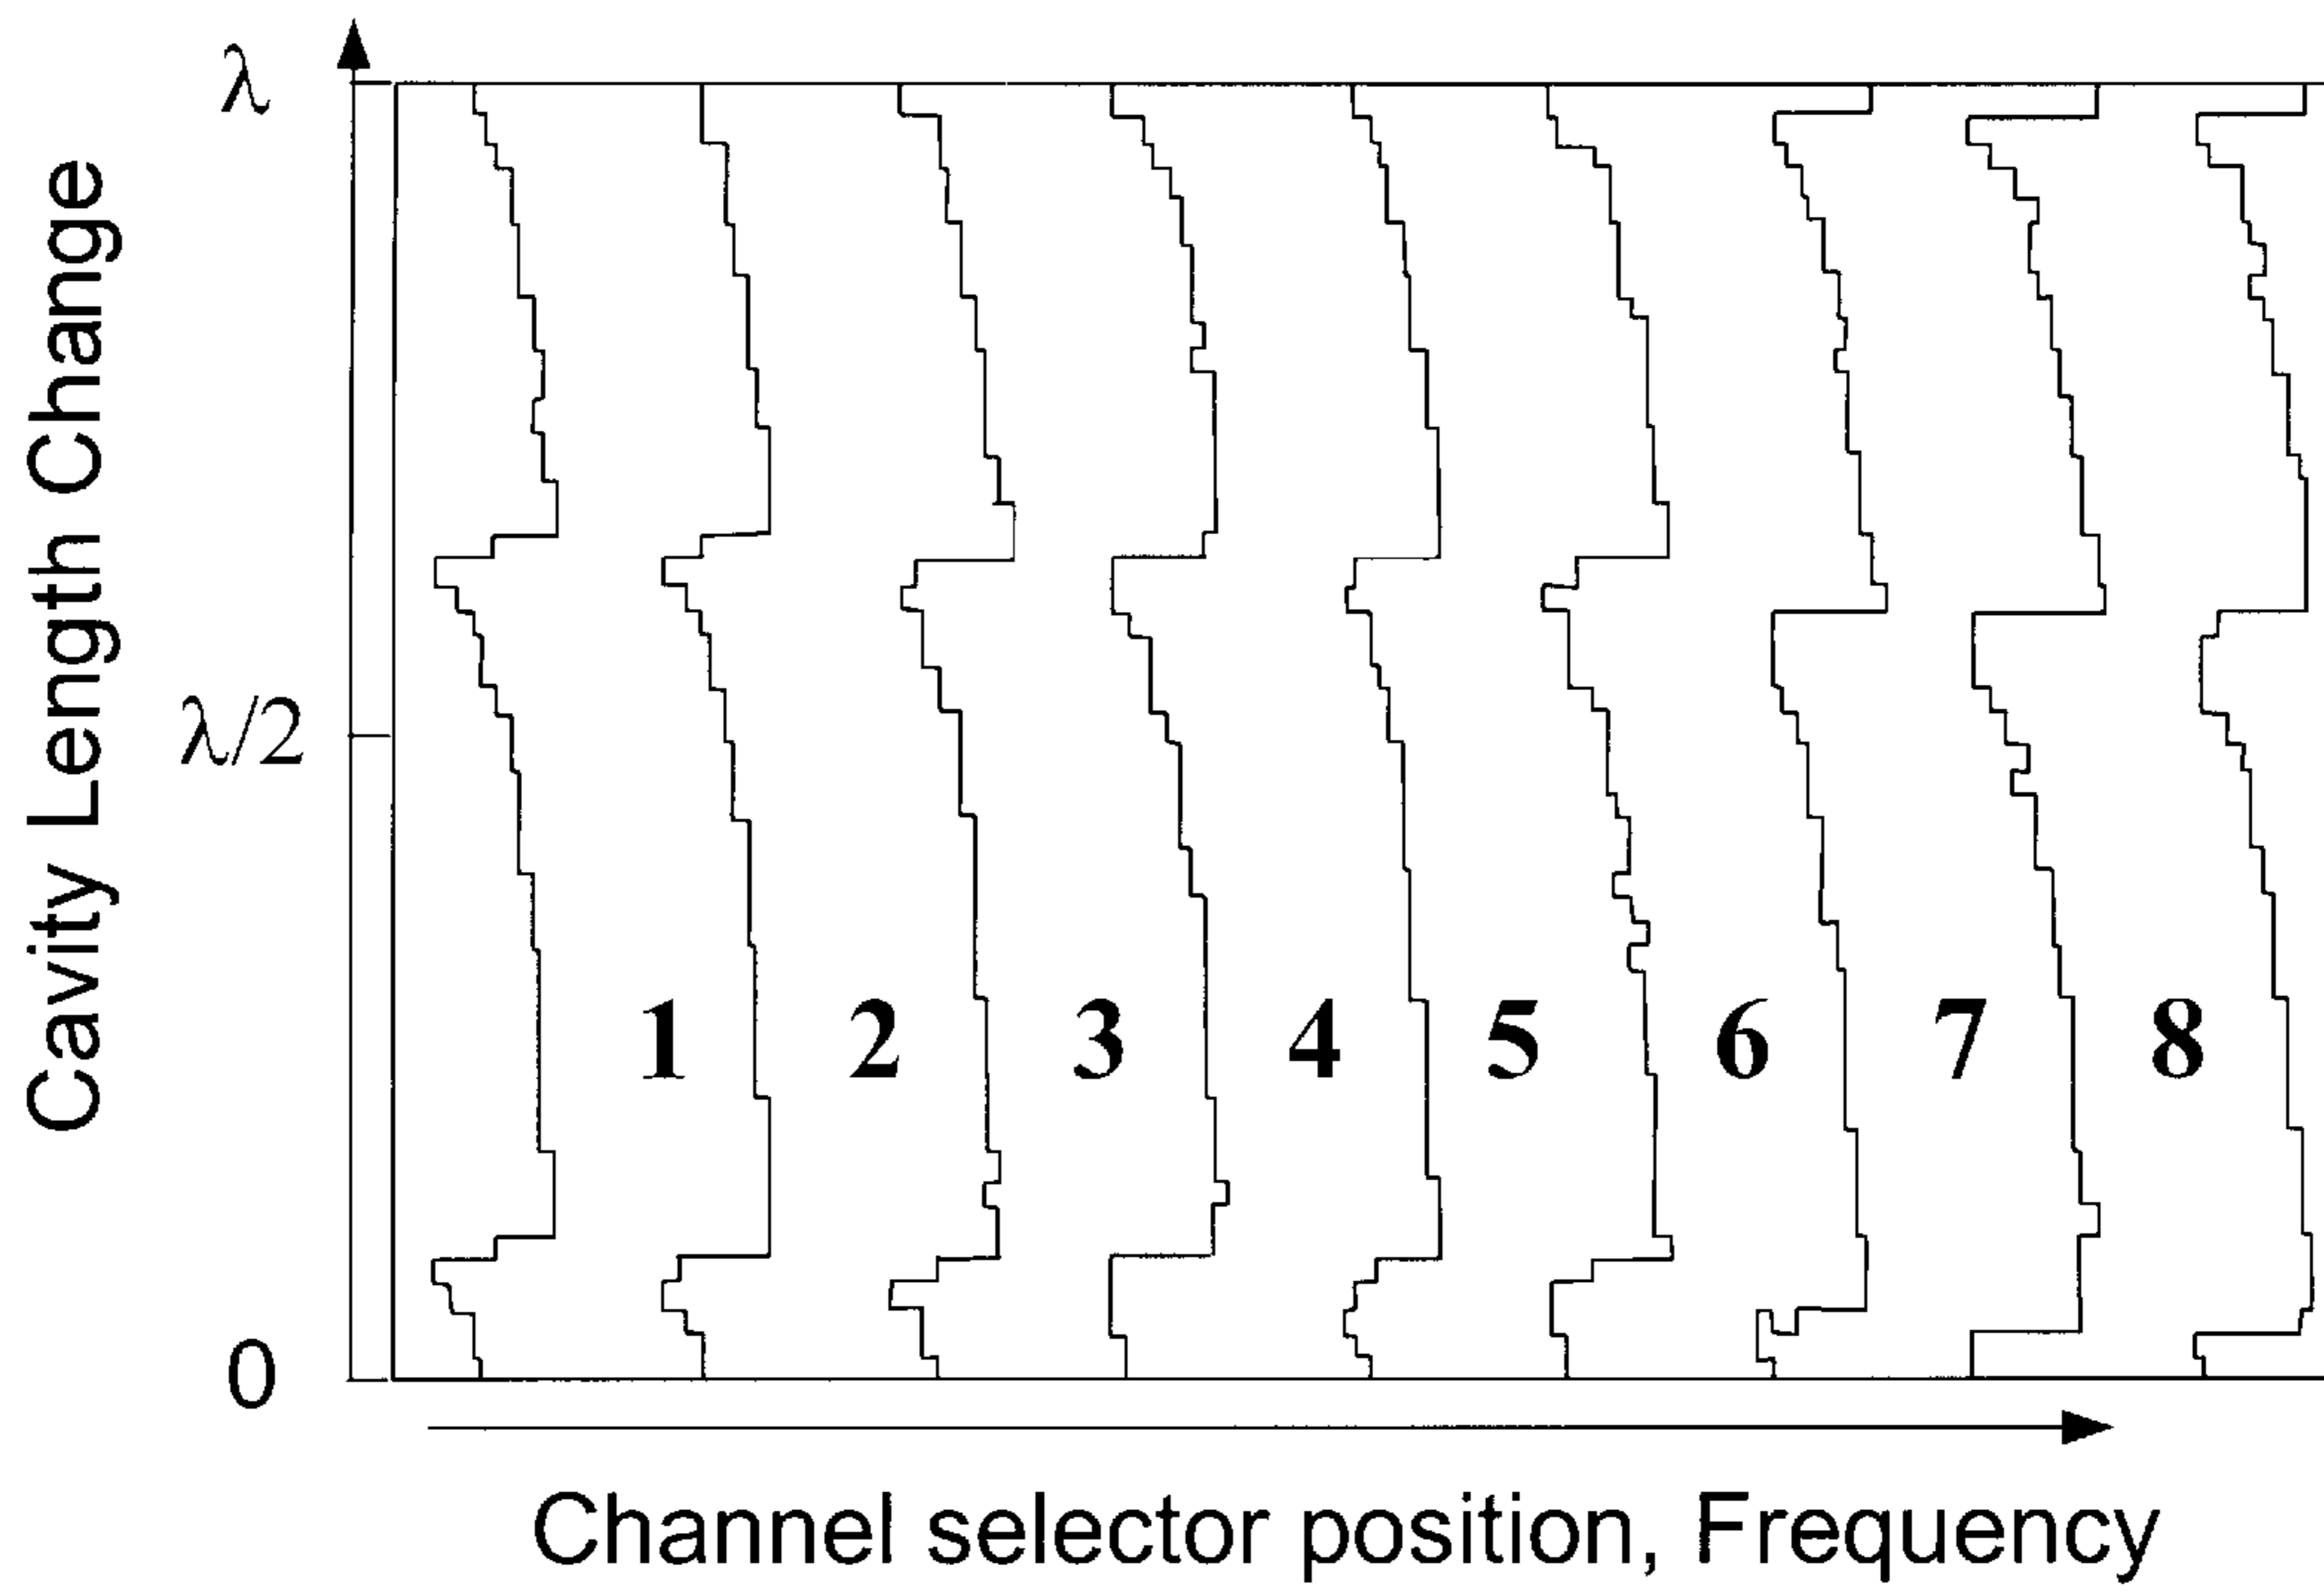 λ
Cavity Length Change
λ/2
1 2 3 4 5 6 7 8
0
Channel selector position, Frequency